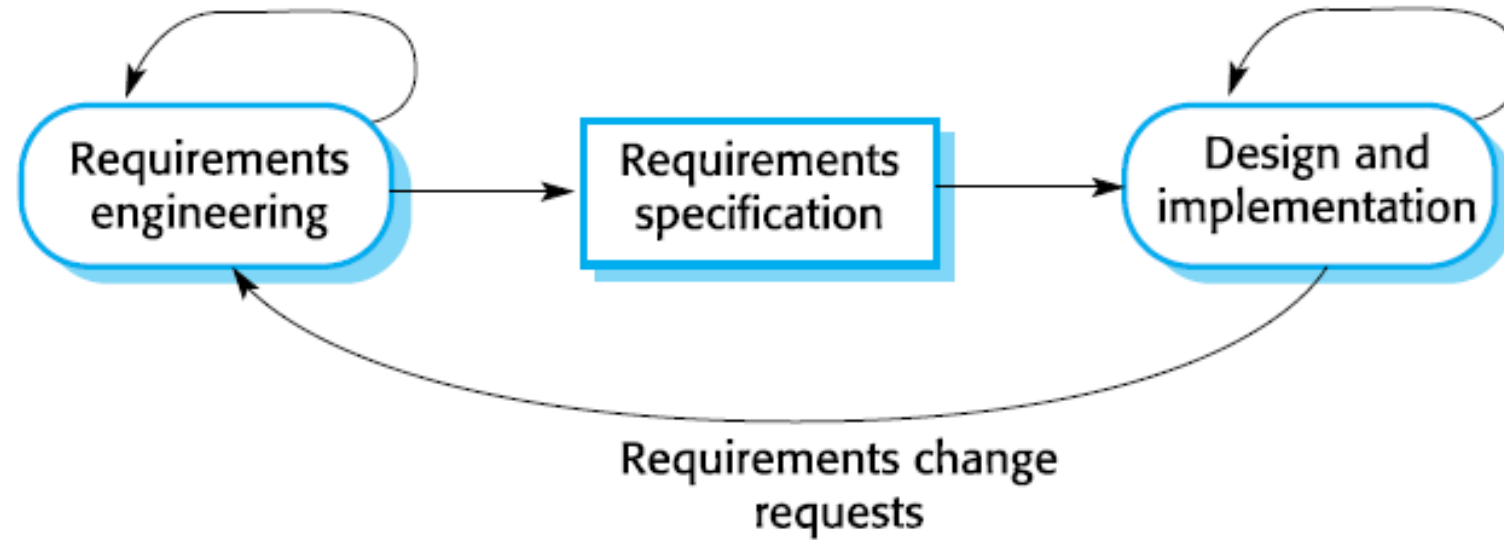 Requirements
engineering
Requirements
specification
Design and
implementation
Requirements change
requests